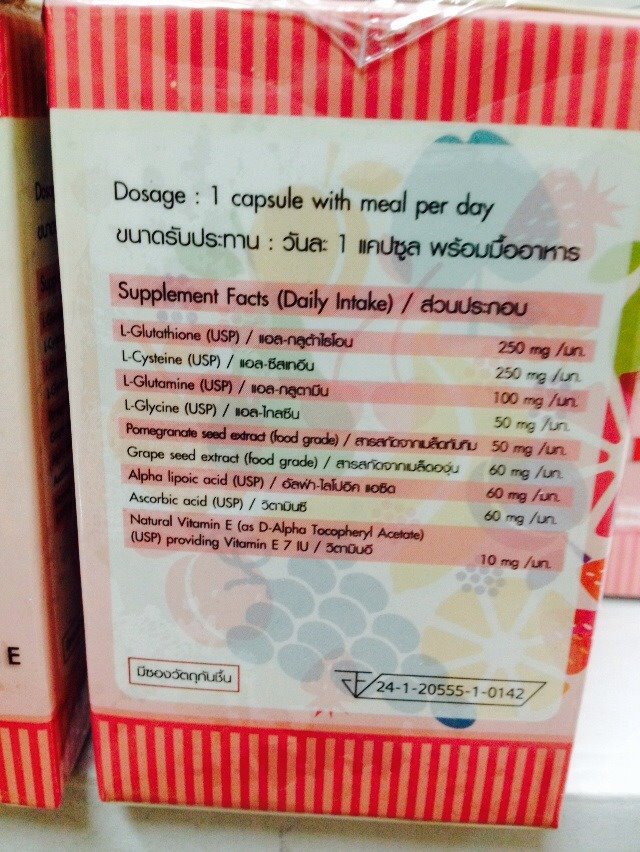 Dosage : 1 capsule with meal per day
ขนาดรับประทาน : วันละ 1 แคปซูล พร้อมมื้ออาหาร
Supplement Facts (Daily Intake) / ส่วนประกอบ
L-Glutathione (USP) / แอล-กลูต้าไธโอน 250 mg /มก.
L-Cysteine (USP) / แอล-ซีสเทอีน 250 mg /มก.
L-Glutamine (USP) / แอล-กลูตามีน 100 mg /มก.
L-Glycine (USP) / แอล-ไกลซีน 50 mg /มก.
Pomegranate seed extract (food grade) / สารสกัดจากเมล็ดทับทิม 50 mg /มก.
Grape seed extract (food grade) / สารสกัดจากเมล็ดองุ่น 60 mg /มก.
Alpha lipoic acid (USP) / อัลฟ่า-ไลโปอิค แอซิด 60 mg /มก.
Ascorbic acid (USP) / วิตามินซี 60 mg /มก.
Natural Vitamin E (as D-Alpha Tocopheryl Acetate)
(USP) providing Vitamin E 7 IU / วิตามินอี 10 mg /มก.
มีซองวัตถุกันชื้น
24-1-20555-1-0142
E